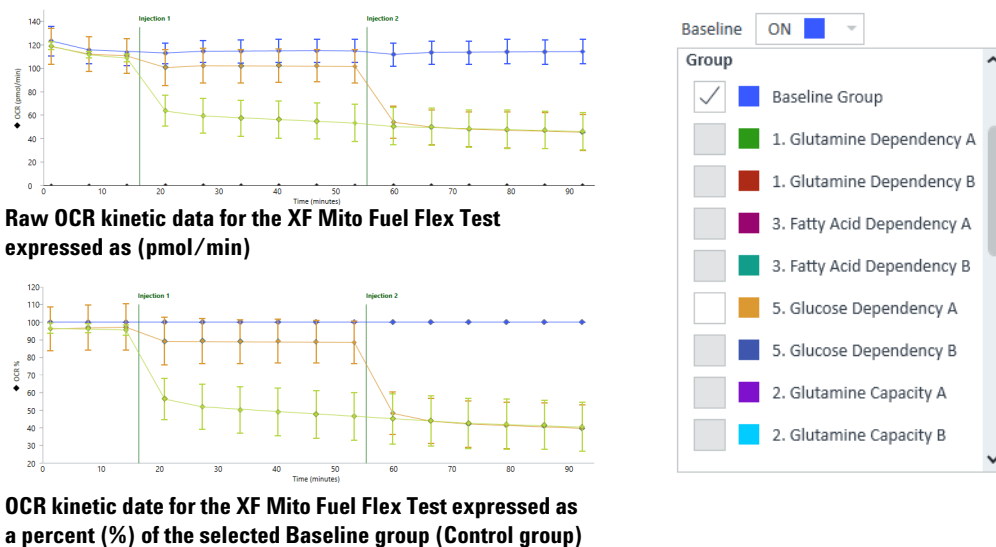 Injection 1
Injection 2
140
120
100
80
60
40
20
0
◆ OCR (pmol/min)
0
10
20
30
40
50
60
70
80
90
Time (minutes)
Raw OCR kinetic data for the XF Mito Fuel Flex Test
expressed as (pmol/min)
Injection 1
Injection 2
120
110
100
90
80
70
60
50
40
30
20
◆ OCR %
0
10
20
30
40
50
60
70
80
90
Time (minutes)
OCR kinetic date for the XF Mito Fuel Flex Test expressed as
a percent (%) of the selected Baseline group (Control group)
Baseline ON
Group
Baseline Group
1. Glutamine Dependency A
1. Glutamine Dependency B
3. Fatty Acid Dependency A
3. Fatty Acid Dependency B
5. Glucose Dependency A
5. Glucose Dependency B
2. Glutamine Capacity A
2. Glutamine Capacity B